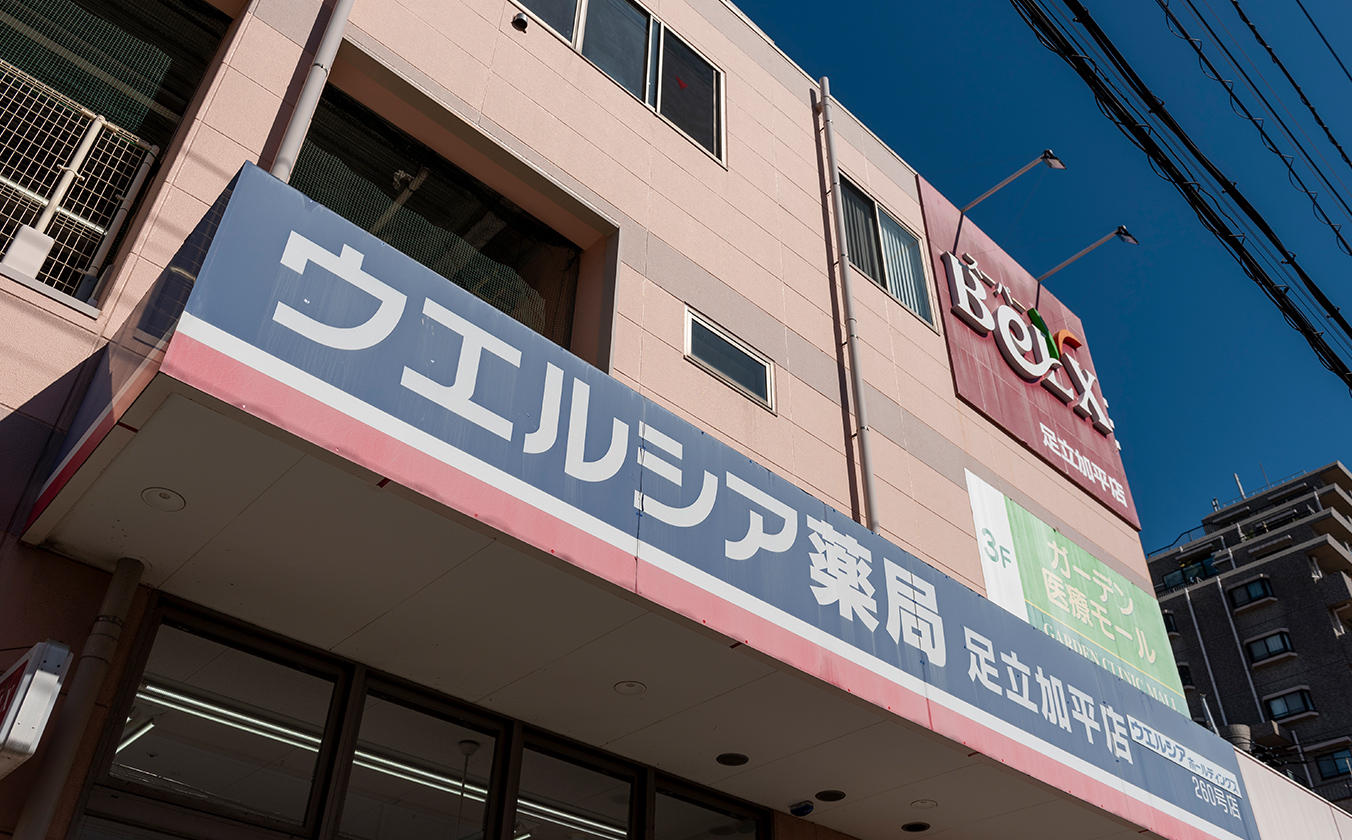 ウエルシア薬局 足立加平店
ウエルシア
ホールディングス
260号店
スーパー
BeLX
足立加平店
3F
ガーデン
医療モール
GARDEN CLINIC MALL